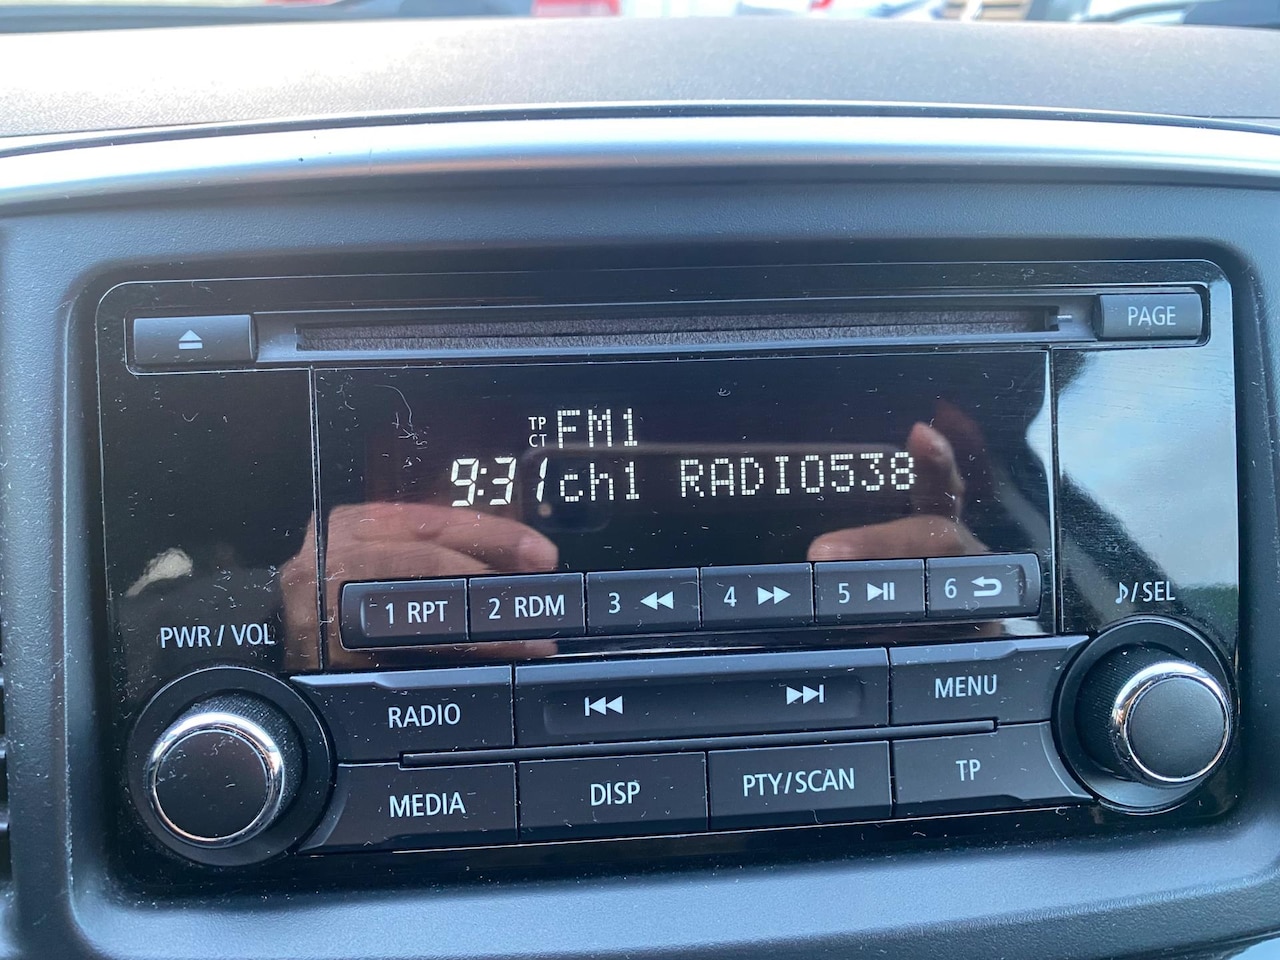 PAGE
TP
CT FM1
9:31 ch1 RADIO538
1 RPT 2 RDM 3 4 5 6
PWR / VOL
/ SEL
RADIO
MENU
MEDIA DISP PTY/SCAN TP